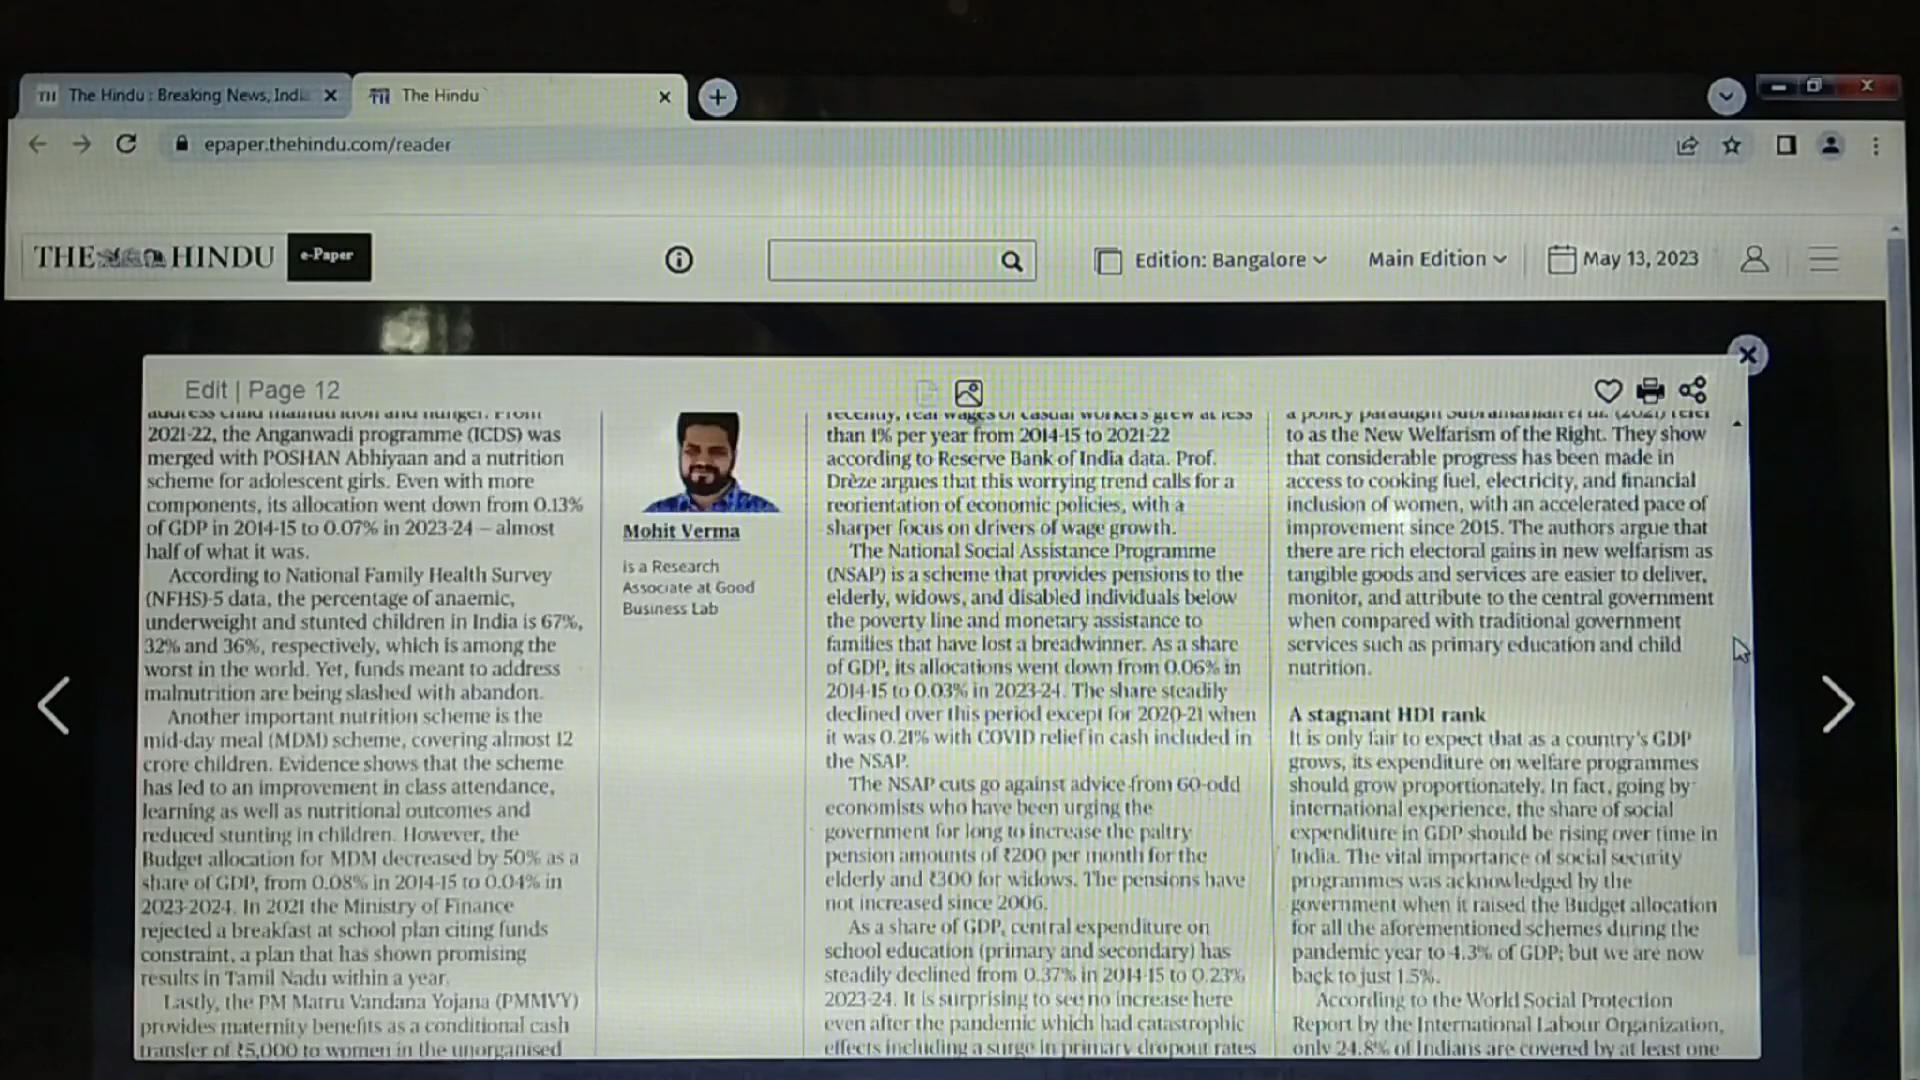 The Hindu : Breaking News, Indi
The Hindu
epaper.thehindu.com/reader
THE HINDU
e-Paper
Edition: Bangalore
Main Edition
May 13, 2023
Edit | Page 12
address child malnutrition and hunger. From
2021-22, the Anganwadi programme (ICDS) was
merged with POSHAN Abhiyaan and a nutrition
scheme for adolescent girls. Even with more
components, its allocation went down from 0.13%
of GDP in 2014-15 to 0.07% in 2023-24 — almost
half of what it was.
According to National Family Health Survey
(NFHS)-5 data, the percentage of anaemic,
underweight and stunted children in India is 67%,
32% and 36%, respectively, which is among the
worst in the world. Yet, funds meant to address
malnutrition are being slashed with abandon.
Another important nutrition scheme is the
mid-day meal (MDM) scheme, covering almost 12
crore children. Evidence shows that the scheme
has led to an improvement in class attendance,
learning as well as nutritional outcomes and
reduced stunting in children. However, the
Budget allocation for MDM decreased by 50% as a
share of GDP, from 0.08% in 2014-15 to 0.04% in
2023-2024. In 2021 the Ministry of Finance
rejected a breakfast at school plan citing funds
constraint, a plan that has shown promising
results in Tamil Nadu within a year.
Lastly, the PM Matru Vandana Yojana (PMMVY)
provides maternity benefits as a conditional cash
transfer of ₹5,000 to women in the unorganised
Mohit Verma
is a Research
Associate at Good
Business Lab
recently, real wages of casual workers grew at less
than 1% per year from 2014-15 to 2021-22
according to Reserve Bank of India data. Prof.
Drèze argues that this worrying trend calls for a
reorientation of economic policies, with a
sharper focus on drivers of wage growth.
The National Social Assistance Programme
(NSAP) is a scheme that provides pensions to the
elderly, widows, and disabled individuals below
the poverty line and monetary assistance to
families that have lost a breadwinner. As a share
of GDP, its allocations went down from 0.06% in
2014-15 to 0.03% in 2023-24. The share steadily
declined over this period except for 2020-21 when
it was 0.21% with COVID relief in cash included in
the NSAP.
The NSAP cuts go against advice from 60-odd
economists who have been urging the
government for long to increase the paltry
pension amounts of ₹200 per month for the
elderly and ₹300 for widows. The pensions have
not increased since 2006.
As a share of GDP, central expenditure on
school education (primary and secondary) has
steadily declined from 0.37% in 2014-15 to 0.23%
2023-24. It is surprising to see no increase here
even after the pandemic which had catastrophic
effects including a surge in primary dropout rates
a policy paradigm Subramanian et al. (2021) refer
to as the New Welfarism of the Right. They show
that considerable progress has been made in
access to cooking fuel, electricity, and financial
inclusion of women, with an accelerated pace of
improvement since 2015. The authors argue that
there are rich electoral gains in new welfarism as
tangible goods and services are easier to deliver,
monitor, and attribute to the central government
when compared with traditional government
services such as primary education and child
nutrition.
A stagnant HDI rank
It is only fair to expect that as a country's GDP
grows, its expenditure on welfare programmes
should grow proportionately. In fact, going by
international experience, the share of social
expenditure in GDP should be rising over time in
India. The vital importance of social security
programmes was acknowledged by the
government when it raised the Budget allocation
for all the aforementioned schemes during the
pandemic year to 4.3% of GDP; but we are now
back to just 1.5%.
According to the World Social Protection
Report by the International Labour Organization,
only 24.8% of Indians are covered by at least one